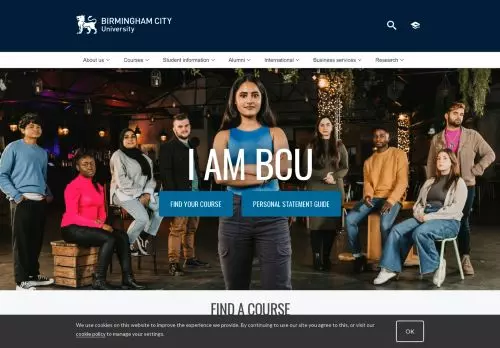 BIRMINGHAM CITY
University
About us Courses Student information Alumni International Business services Research
I AM BCU
FIND YOUR COURSE PERSONAL STATEMENT GUIDE
FIND A COURSE
We use cookies on this website to improve the experience we provide. By continuing to use our site you agree to this, or visit our
cookie policy to manage your settings.
OK